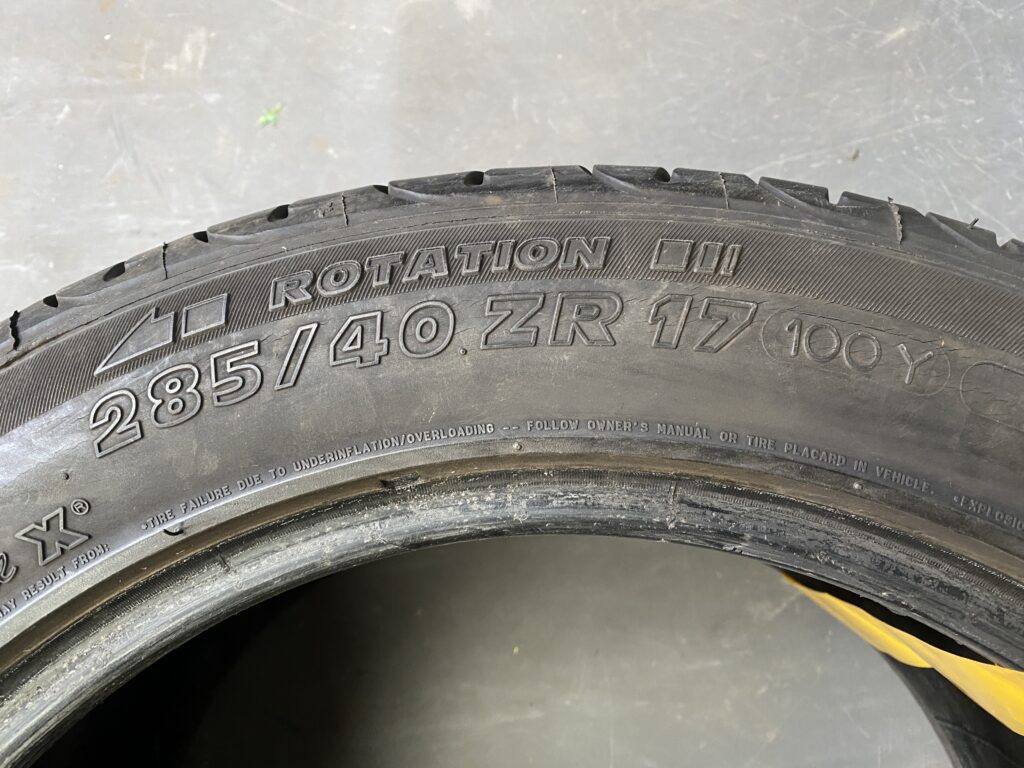 ROTATION
285/40 ZR 17 100Y
•TIRE FAILURE DUE TO UNDERINFLATION/OVERLOADING -- FOLLOW OWNER'S MANUAL OR TIRE PLACARD IN VEHICLE.
X®
MAY RESULT FROM: